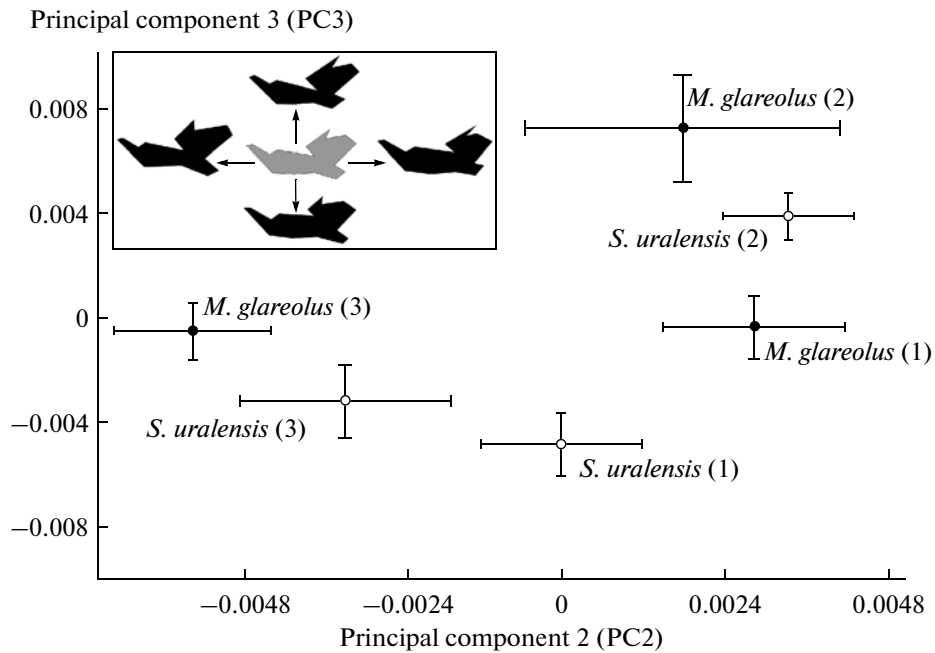 Principal component 3 (PC3)
0.008
M. glareolus (2)
0.004
S. uralensis (2)
M. glareolus (3)
0
M. glareolus (1)
−0.004
S. uralensis (3)
S. uralensis (1)
−0.008
−0.0048
−0.0024
0
0.0024
0.0048
Principal component 2 (PC2)